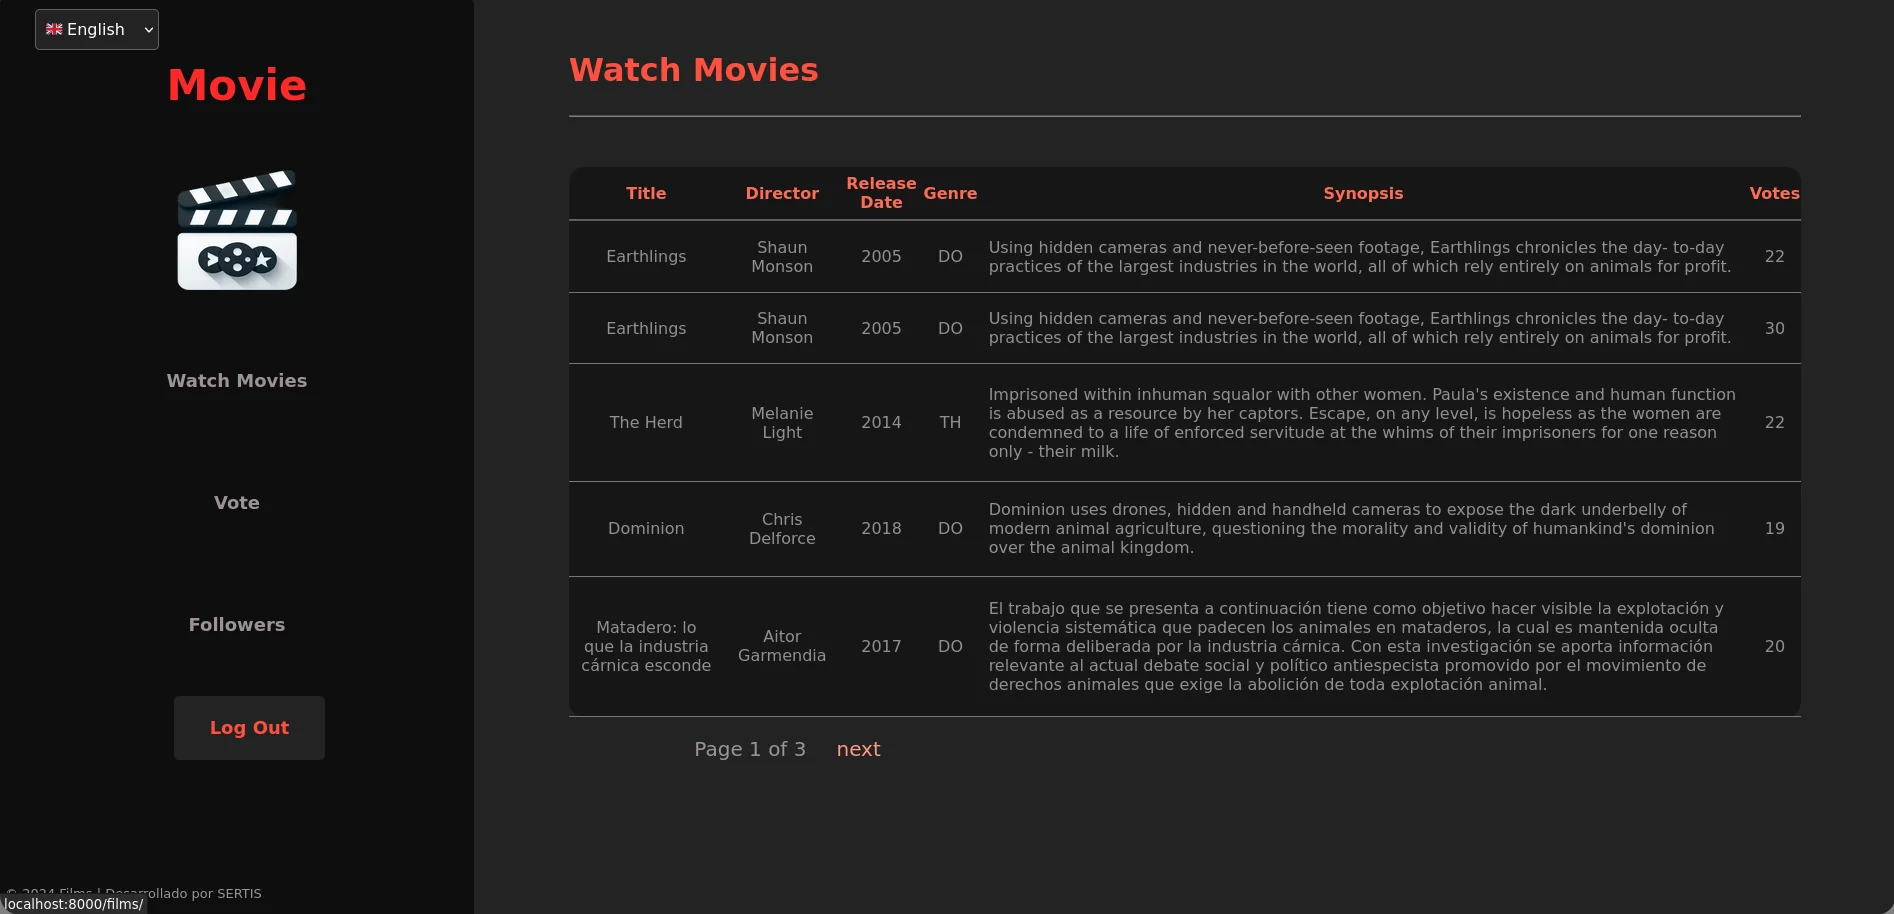 English
Movie
Watch Movies
Vote
Followers
Log Out
© 2024 Films | Desarrollado por SERTIS
localhost:8000/films/
Watch Movies
Title Director Release Date Genre Synopsis Votes
Earthlings
Shaun
Monson
2005
DO
Using hidden cameras and never-before-seen footage, Earthlings chronicles the day- to-day
practices of the largest industries in the world, all of which rely entirely on animals for profit.
22
Earthlings
Shaun
Monson
2005
DO
Using hidden cameras and never-before-seen footage, Earthlings chronicles the day- to-day
practices of the largest industries in the world, all of which rely entirely on animals for profit.
30
The Herd
Melanie
Light
2014
TH
Imprisoned within inhuman squalor with other women. Paula's existence and human function
is abused as a resource by her captors. Escape, on any level, is hopeless as the women are
condemned to a life of enforced servitude at the whims of their imprisoners for one reason
only - their milk.
22
Dominion
Chris
Delforce
2018
DO
Dominion uses drones, hidden and handheld cameras to expose the dark underbelly of
modern animal agriculture, questioning the morality and validity of humankind's dominion
over the animal kingdom.
19
Matadero: lo
que la industria
cárnica esconde
Aitor
Garmendia
2017
DO
El trabajo que se presenta a continuación tiene como objetivo hacer visible la explotación y
violencia sistemática que padecen los animales en mataderos, la cual es mantenida oculta
de forma deliberada por la industria cárnica. Con esta investigación se aporta información
relevante al actual debate social y político antiespecista promovido por el movimiento de
derechos animales que exige la abolición de toda explotación animal.
20
Page 1 of 3 next